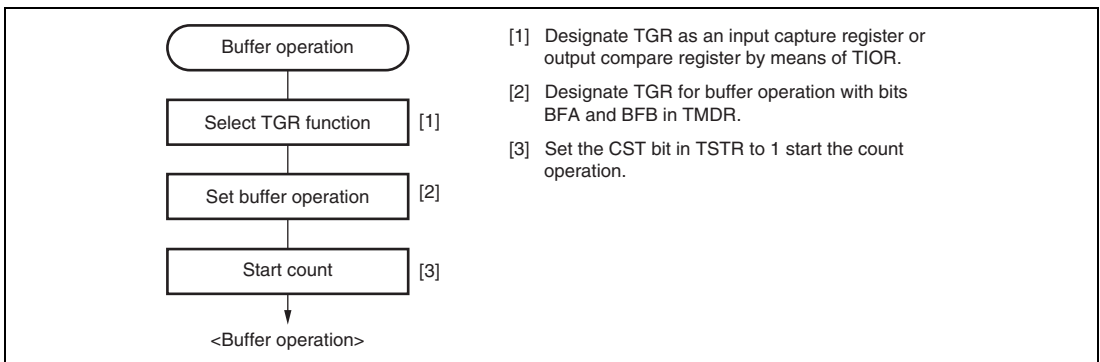 Buffer operation
Select TGR function
[1]
Set buffer operation
[2]
Start count
[3]
<Buffer operation>
[1] Designate TGR as an input capture register or
output compare register by means of TIOR.
[2] Designate TGR for buffer operation with bits
BFA and BFB in TMDR.
[3] Set the CST bit in TSTR to 1 start the count
operation.